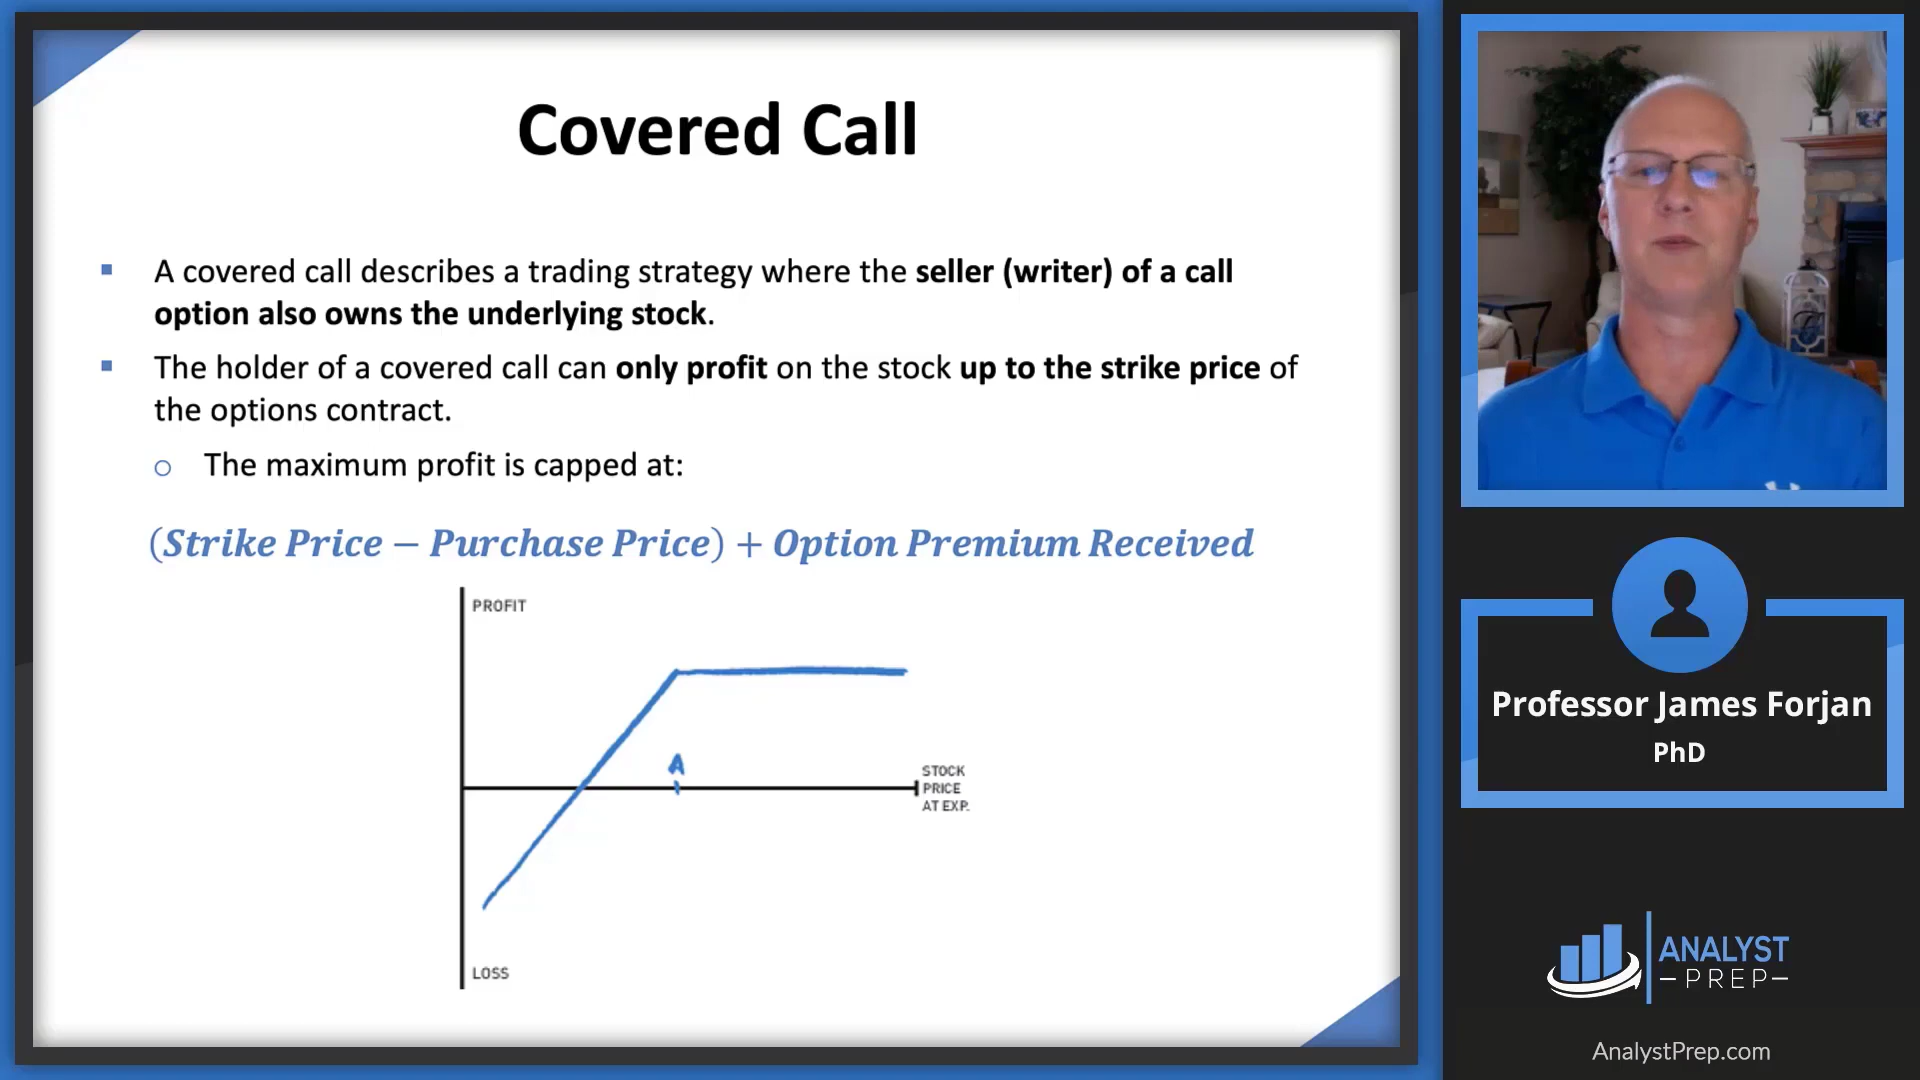 Covered Call
▪ A covered call describes a trading strategy where the seller (writer) of a call
option also owns the underlying stock.
▪ The holder of a covered call can only profit on the stock up to the strike price of
the options contract.
o The maximum profit is capped at:
(Strike Price − Purchase Price) + Option Premium Received
PROFIT
A
STOCK
PRICE
AT EXP.
LOSS
Professor James Forjan
PhD
ANALYST
PREP
AnalystPrep.com